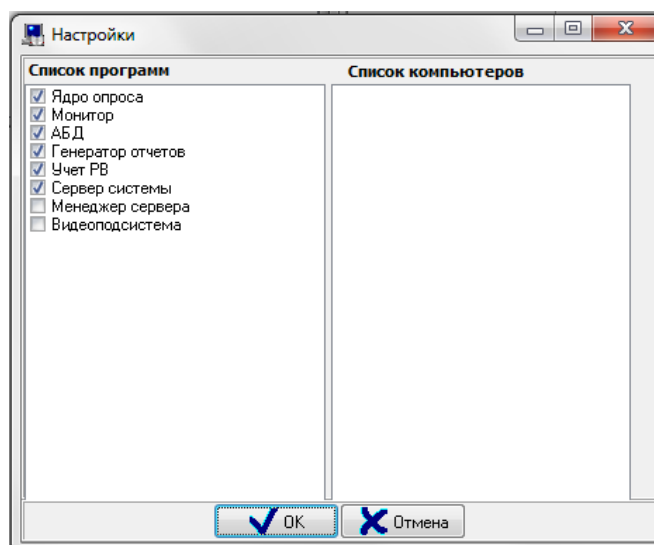 Настройки
Список программ
Список компьютеров
Ядро опроса
Монитор
АБД
Генератор отчетов
Учет РВ
Сервер системы
Менеджер сервера
Видеоподсистема
OK
Отмена